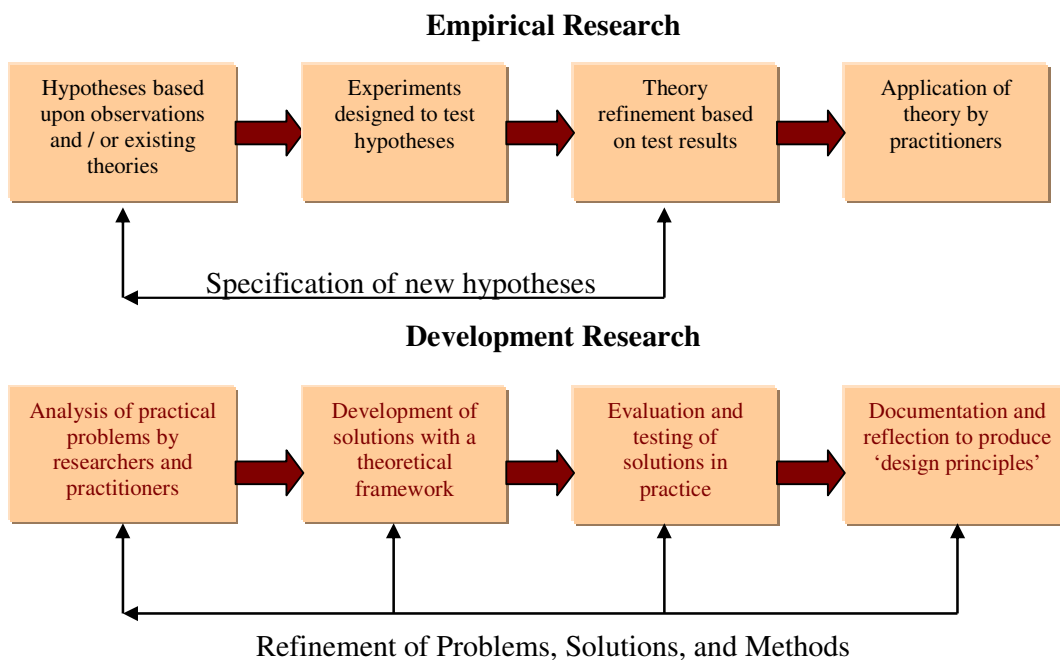 Empirical Research
Hypotheses based
upon observations
and / or existing
theories
Experiments
designed to test
hypotheses
Theory
refinement based
on test results
Application of
theory by
practitioners
Specification of new hypotheses
Development Research
Analysis of practical
problems by
researchers and
practitioners
Development of
solutions with a
theoretical
framework
Evaluation and
testing of
solutions in
practice
Documentation and
reflection to produce
‘design principles’
Refinement of Problems, Solutions, and Methods